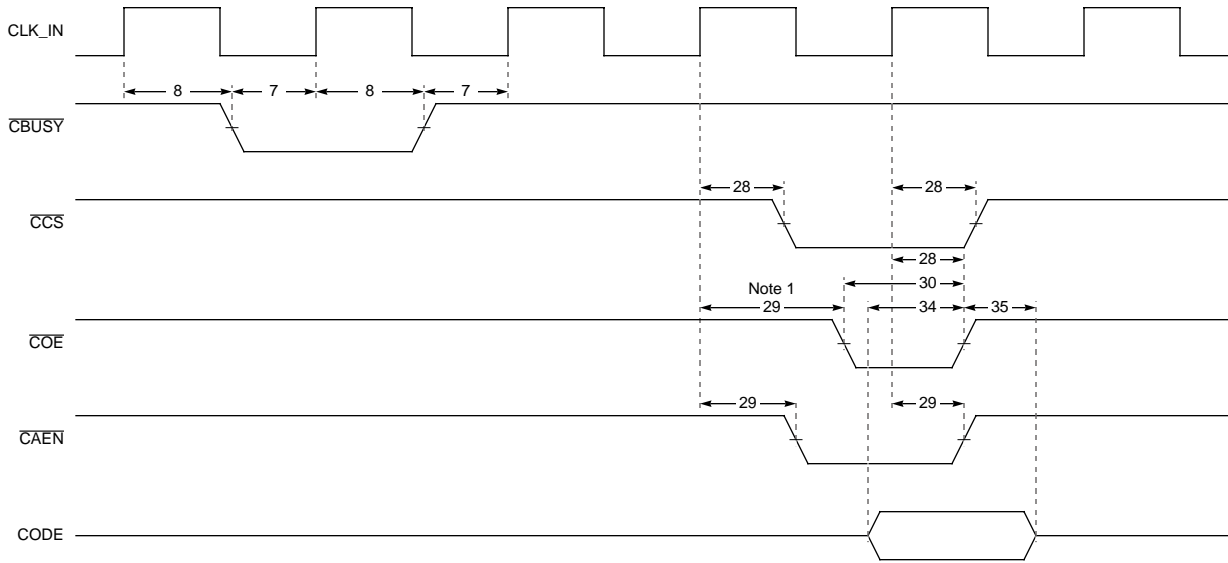 CLK_IN
8 7 8 7
CBUSY
28 28
CCS
28
30
Note 1
29 34 35
COE
29 29
CAEN
CODE